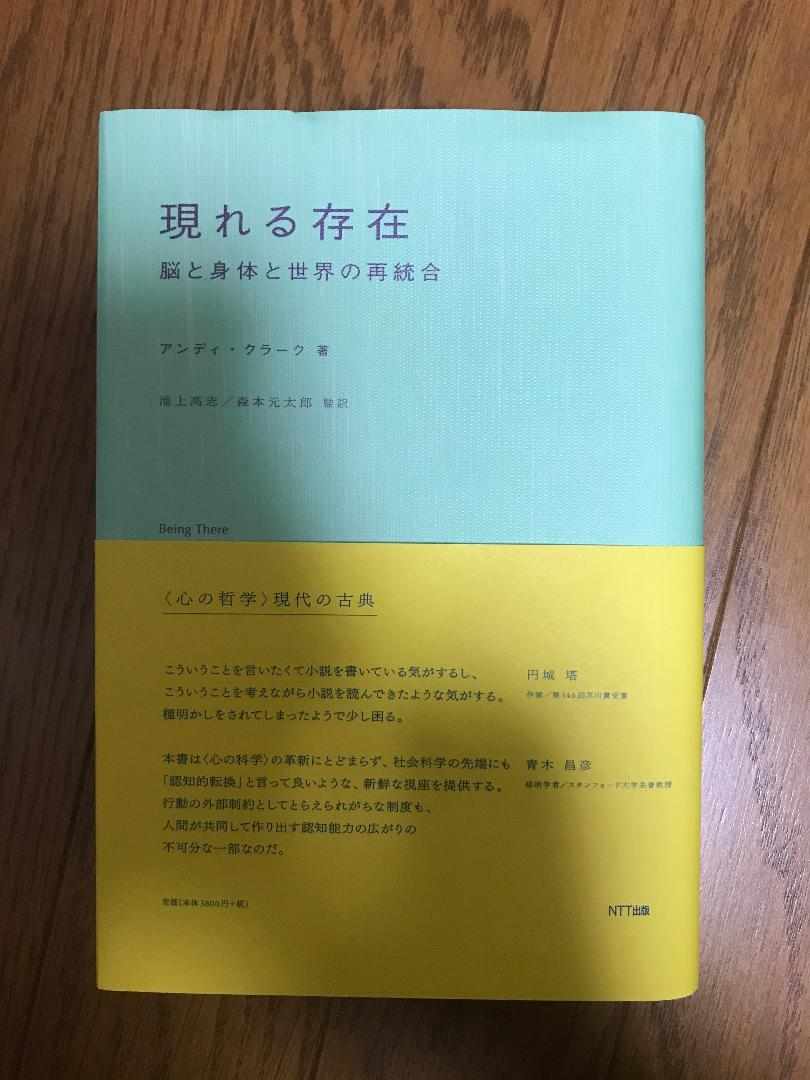 現れる存在
脳と身体と世界の再統合
アンディ・クラーク 著
池上高志／森本元太郎 監訳
Being There
〈心の哲学〉現代の古典
こういうことを言いたくて小説を書いている気がするし、
こういうことを考えながら小説を読んできたような気がする。
種明かしをされてしまったようで少し困る。
円城 塔
作家／第146回芥川賞受賞
本書は〈心の科学〉の革新にとどまらず、社会科学の先端にも
「認知的転換」と言って良いような、新鮮な視座を提供する。
行動の外部制約としてとらえられがちな制度も、
人間が共同して作り出す認知能力の広がりの
不可分な一部なのだ。
青木 昌彦
経済学者／スタンフォード大学名誉教授
定価（本体3800円＋税）
NTT出版